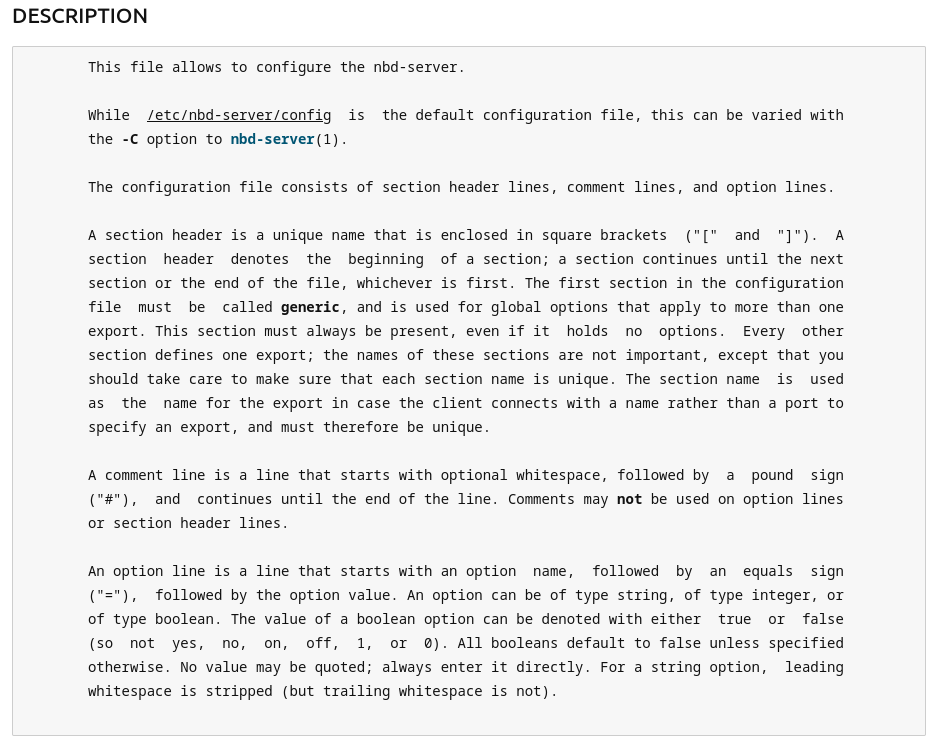 DESCRIPTION
This file allows to configure the nbd-server.
While  /etc/nbd-server/config  is  the default configuration file, this can be varied with
the -C option to nbd-server(1).
The configuration file consists of section header lines, comment lines, and option lines.
A section header is a unique name that is enclosed in square brackets  ("["  and  "]").  A
section  header  denotes  the  beginning  of a section; a section continues until the next
section or the end of the file, whichever is first. The first section in the configuration
file  must  be  called generic, and is used for global options that apply to more than one
export. This section must always be present, even if it  holds  no  options.  Every  other
section defines one export; the names of these sections are not important, except that you
should take care to make sure that each section name is unique. The section name  is  used
as  the  name for the export in case the client connects with a name rather than a port to
specify an export, and must therefore be unique.
A comment line is a line that starts with optional whitespace, followed by  a  pound  sign
("#"),  and  continues until the end of the line. Comments may not be used on option lines
or section header lines.
An option line is a line that starts with an option  name,  followed  by  an  equals  sign
("="),  followed by the option value. An option can be of type string, of type integer, or
of type boolean. The value of a boolean option can be denoted with either  true  or  false
(so  not  yes,  no,  on,  off,  1,  or  0). All booleans default to false unless specified
otherwise. No value may be quoted; always enter it directly. For a string option,  leading
whitespace is stripped (but trailing whitespace is not).